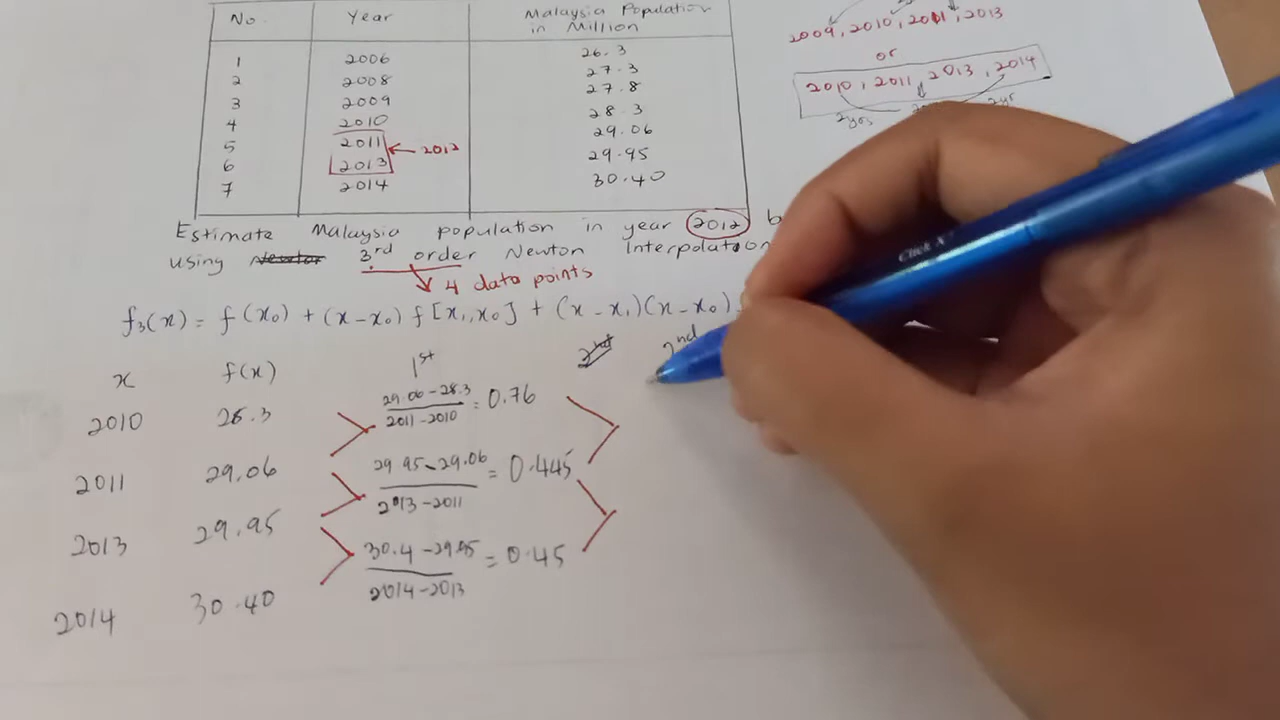 No. Year Malaysia Population in Million
1 2006 26.3
2 2008 27.3
3 2009 27.8
4 2010 28.3
5 2011 29.06
6 2013 29.95
7 2014 30.40
← 2012
2009, 2010, 2011, 2013
or
2010, 2011, 2013, 2014
2yrs 2yr
Estimate Malaysia population in year 2012 b
using 3rd order Newton Interpolation
4 data points
f₃(x) = f(x₀) + (x-x₀) f[x₁,x₀] + (x-x₁)(x-x₀)
x f(x) 1st 2nd 2nd
2010 28.3 29.06-28.3 / 2011-2010 = 0.76
2011 29.06 29.95-29.06 / 2013-2011 = 0.445
2013 29.95 30.4-29.95 / 2014-2013 = 0.45
2014 30.40
Click X